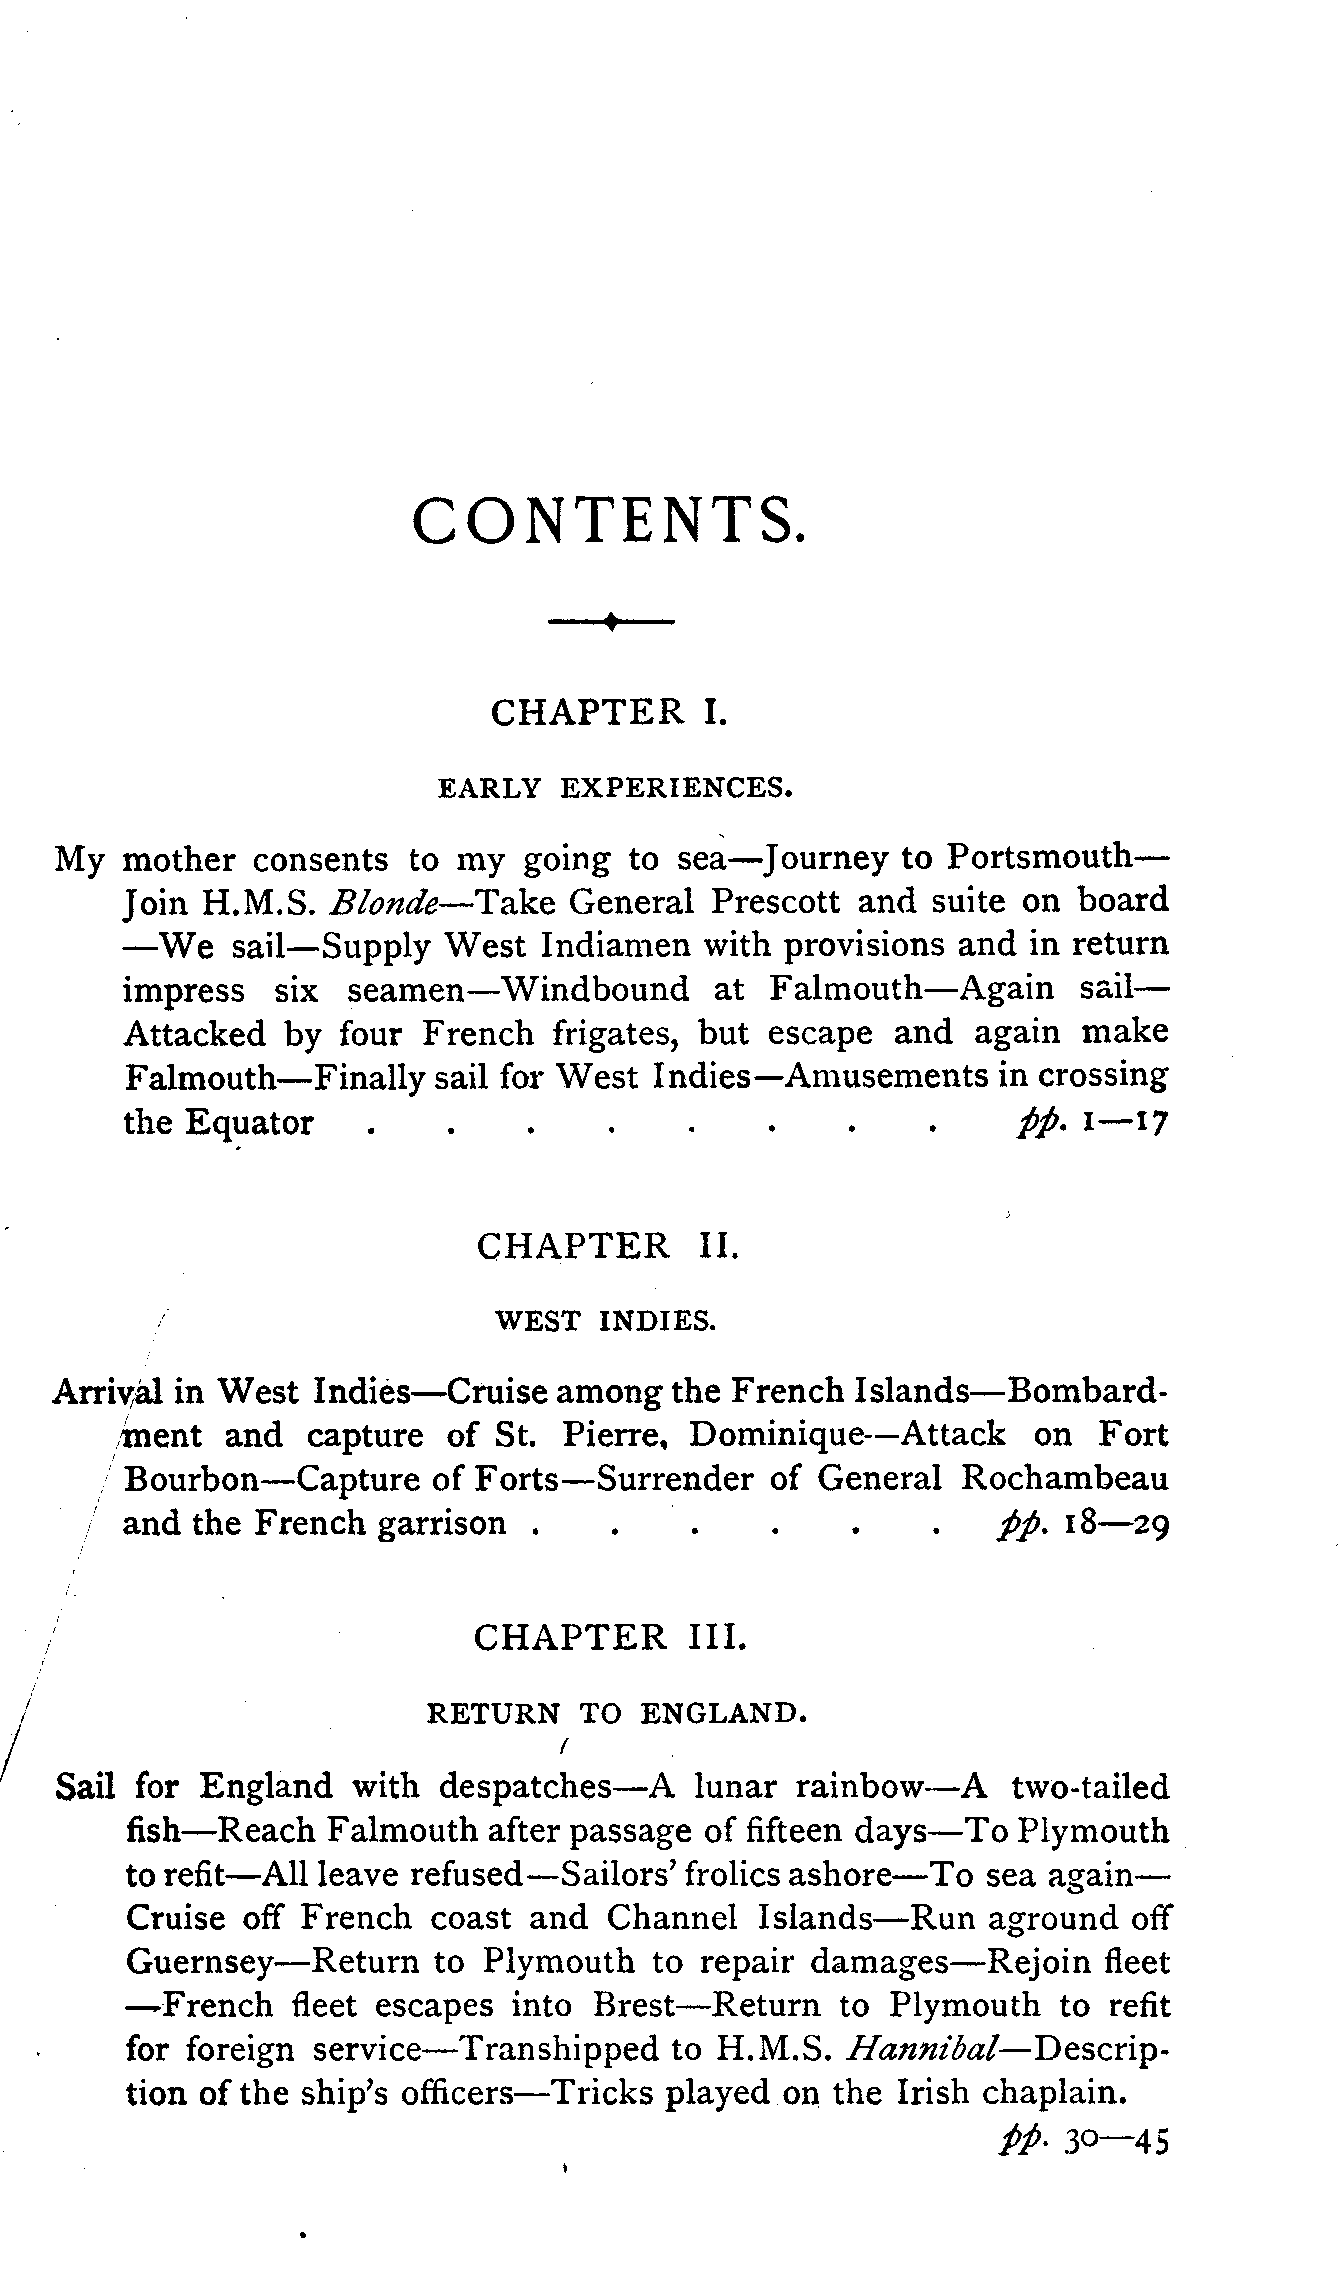 CONTENTS.
CHAPTER I.
EARLY EXPERIENCES.
My mother consents to my going to sea—Journey to Portsmouth—
Join H.M.S. Blonde—Take General Prescott and suite on board
—We sail—Supply West Indiamen with provisions and in return
impress six seamen—Windbound at Falmouth—Again sail—
Attacked by four French frigates, but escape and again make
Falmouth—Finally sail for West Indies—Amusements in crossing
the Equator . . . . . . . . pp. 1—17
CHAPTER II.
WEST INDIES.
Arrival in West Indies—Cruise among the French Islands—Bombard-
ment and capture of St. Pierre, Dominique—Attack on Fort
Bourbon—Capture of Forts—Surrender of General Rochambeau
and the French garrison . . . . . . pp. 18—29
CHAPTER III.
RETURN TO ENGLAND.
Sail for England with despatches—A lunar rainbow—A two-tailed
fish—Reach Falmouth after passage of fifteen days—To Plymouth
to refit—All leave refused—Sailors' frolics ashore—To sea again—
Cruise off French coast and Channel Islands—Run aground off
Guernsey—Return to Plymouth to repair damages—Rejoin fleet
—French fleet escapes into Brest—Return to Plymouth to refit
for foreign service—Transhipped to H.M.S. Hannibal—Descrip-
tion of the ship's officers—Tricks played on the Irish chaplain.
pp. 30—45